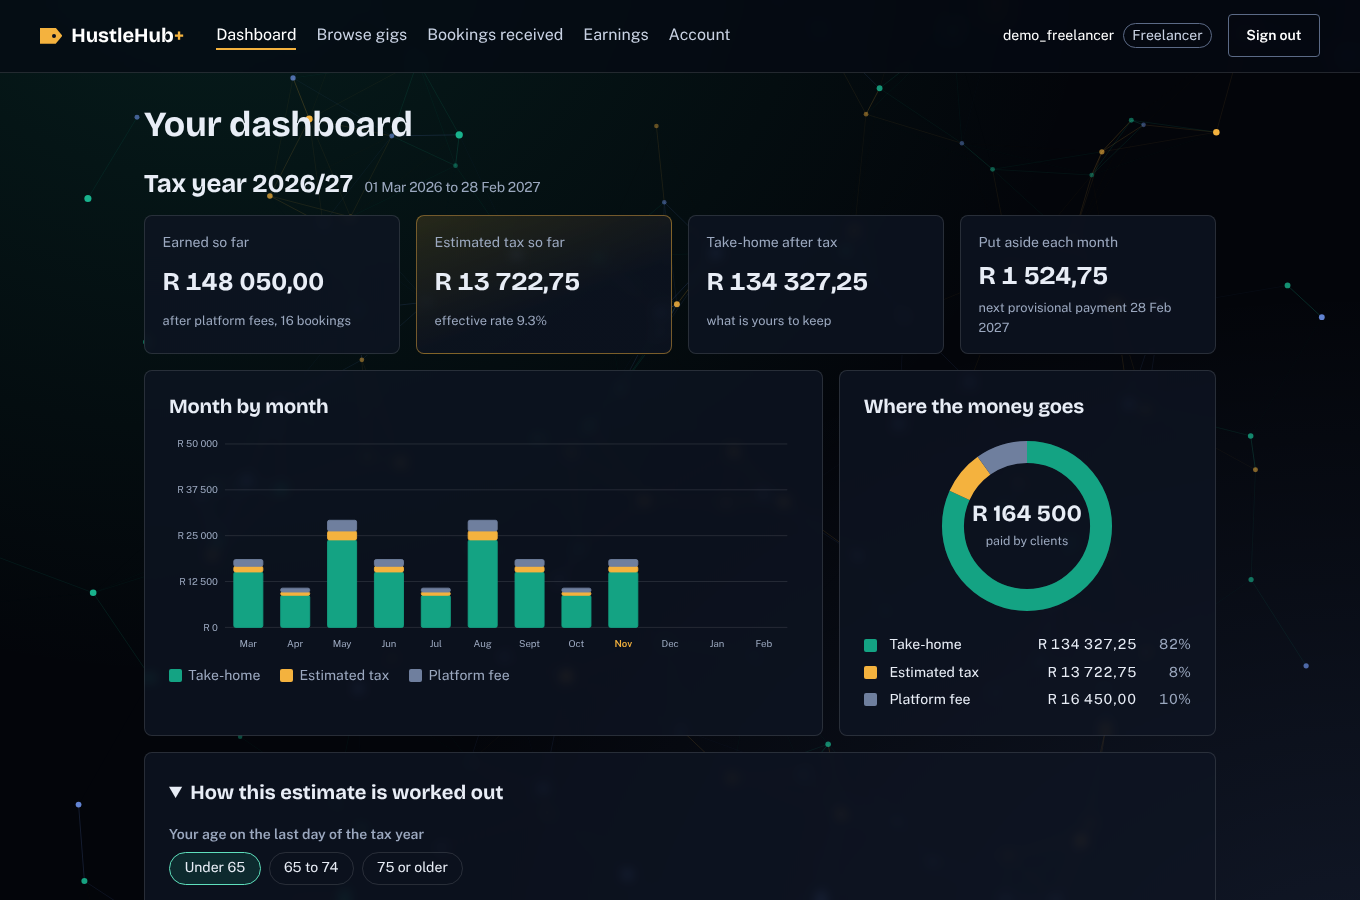 HustleHub+
Dashboard
Browse gigs
Bookings received
Earnings
Account
demo_freelancer
Freelancer
Sign out
Your dashboard
Tax year 2026/27 01 Mar 2026 to 28 Feb 2027
Earned so far
R 148 050,00
after platform fees, 16 bookings
Estimated tax so far
R 13 722,75
effective rate 9.3%
Take-home after tax
R 134 327,25
what is yours to keep
Put aside each month
R 1 524,75
next provisional payment 28 Feb
2027
Month by month
R 50 000
R 37 500
R 25 000
R 12 500
R 0
Mar Apr May Jun Jul Aug Sept Oct Nov Dec Jan Feb
Take-home Estimated tax Platform fee
Where the money goes
R 164 500
paid by clients
Take-home R 134 327,25 82%
Estimated tax R 13 722,75 8%
Platform fee R 16 450,00 10%
▼ How this estimate is worked out
Your age on the last day of the tax year
Under 65
65 to 74
75 or older